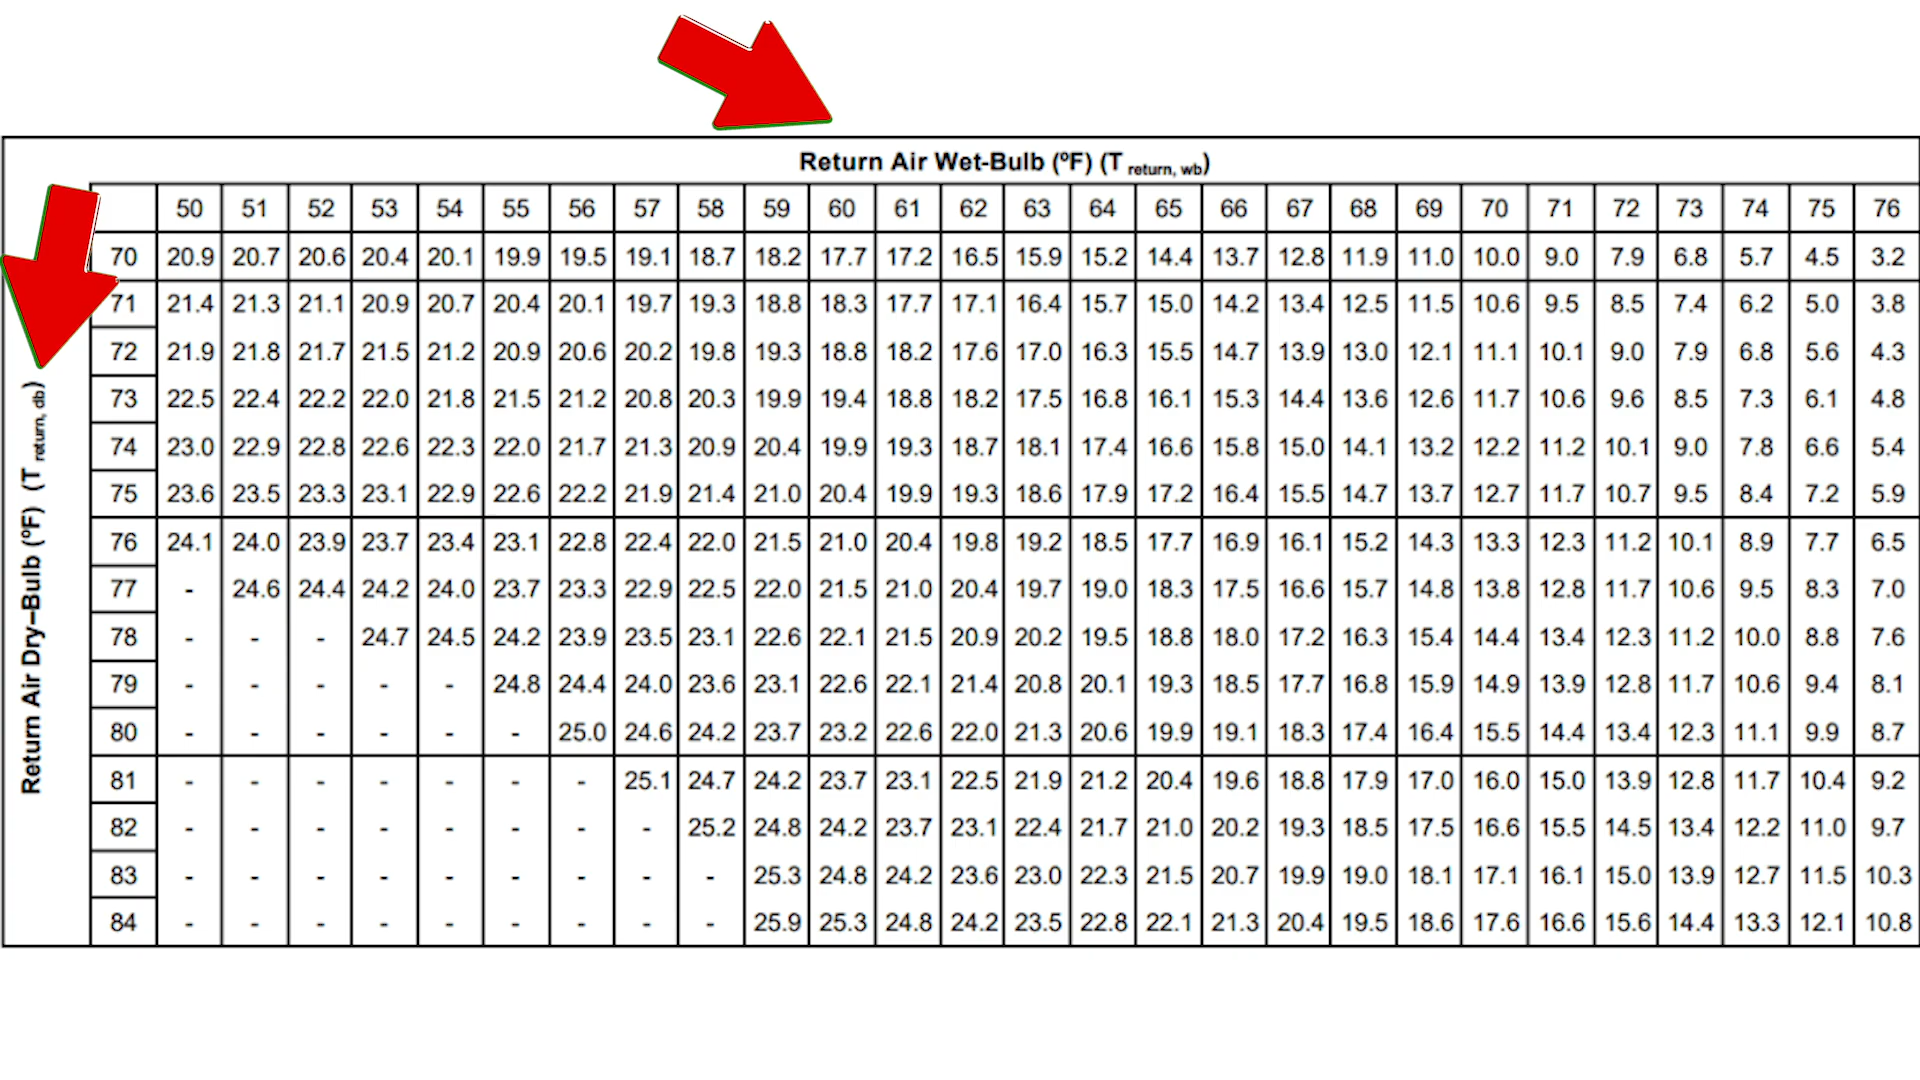 Return Air Wet-Bulb (ºF) (T return, wb)
Return Air Dry–Bulb (ºF) (T return, db)
50 51 52 53 54 55 56 57 58 59 60 61 62 63 64 65 66 67 68 69 70 71 72 73 74 75 76
70 20.9 20.7 20.6 20.4 20.1 19.9 19.5 19.1 18.7 18.2 17.7 17.2 16.5 15.9 15.2 14.4 13.7 12.8 11.9 11.0 10.0 9.0 7.9 6.8 5.7 4.5 3.2
71 21.4 21.3 21.1 20.9 20.7 20.4 20.1 19.7 19.3 18.8 18.3 17.7 17.1 16.4 15.7 15.0 14.2 13.4 12.5 11.5 10.6 9.5 8.5 7.4 6.2 5.0 3.8
72 21.9 21.8 21.7 21.5 21.2 20.9 20.6 20.2 19.8 19.3 18.8 18.2 17.6 17.0 16.3 15.5 14.7 13.9 13.0 12.1 11.1 10.1 9.0 7.9 6.8 5.6 4.3
73 22.5 22.4 22.2 22.0 21.8 21.5 21.2 20.8 20.3 19.9 19.4 18.8 18.2 17.5 16.8 16.1 15.3 14.4 13.6 12.6 11.7 10.6 9.6 8.5 7.3 6.1 4.8
74 23.0 22.9 22.8 22.6 22.3 22.0 21.7 21.3 20.9 20.4 19.9 19.3 18.7 18.1 17.4 16.6 15.8 15.0 14.1 13.2 12.2 11.2 10.1 9.0 7.8 6.6 5.4
75 23.6 23.5 23.3 23.1 22.9 22.6 22.2 21.9 21.4 21.0 20.4 19.9 19.3 18.6 17.9 17.2 16.4 15.5 14.7 13.7 12.7 11.7 10.7 9.5 8.4 7.2 5.9
76 24.1 24.0 23.9 23.7 23.4 23.1 22.8 22.4 22.0 21.5 21.0 20.4 19.8 19.2 18.5 17.7 16.9 16.1 15.2 14.3 13.3 12.3 11.2 10.1 8.9 7.7 6.5
77 - 24.6 24.4 24.2 24.0 23.7 23.3 22.9 22.5 22.0 21.5 21.0 20.4 19.7 19.0 18.3 17.5 16.6 15.7 14.8 13.8 12.8 11.7 10.6 9.5 8.3 7.0
78 - - - 24.7 24.5 24.2 23.9 23.5 23.1 22.6 22.1 21.5 20.9 20.2 19.5 18.8 18.0 17.2 16.3 15.4 14.4 13.4 12.3 11.2 10.0 8.8 7.6
79 - - - - - 24.8 24.4 24.0 23.6 23.1 22.6 22.1 21.4 20.8 20.1 19.3 18.5 17.7 16.8 15.9 14.9 13.9 12.8 11.7 10.6 9.4 8.1
80 - - - - - - 25.0 24.6 24.2 23.7 23.2 22.6 22.0 21.3 20.6 19.9 19.1 18.3 17.4 16.4 15.5 14.4 13.4 12.3 11.1 9.9 8.7
81 - - - - - - - 25.1 24.7 24.2 23.7 23.1 22.5 21.9 21.2 20.4 19.6 18.8 17.9 17.0 16.0 15.0 13.9 12.8 11.7 10.4 9.2
82 - - - - - - - - 25.2 24.8 24.2 23.7 23.1 22.4 21.7 21.0 20.2 19.3 18.5 17.5 16.6 15.5 14.5 13.4 12.2 11.0 9.7
83 - - - - - - - - - 25.3 24.8 24.2 23.6 23.0 22.3 21.5 20.7 19.9 19.0 18.1 17.1 16.1 15.0 13.9 12.7 11.5 10.3
84 - - - - - - - - - 25.9 25.3 24.8 24.2 23.5 22.8 22.1 21.3 20.4 19.5 18.6 17.6 16.6 15.6 14.4 13.3 12.1 10.8